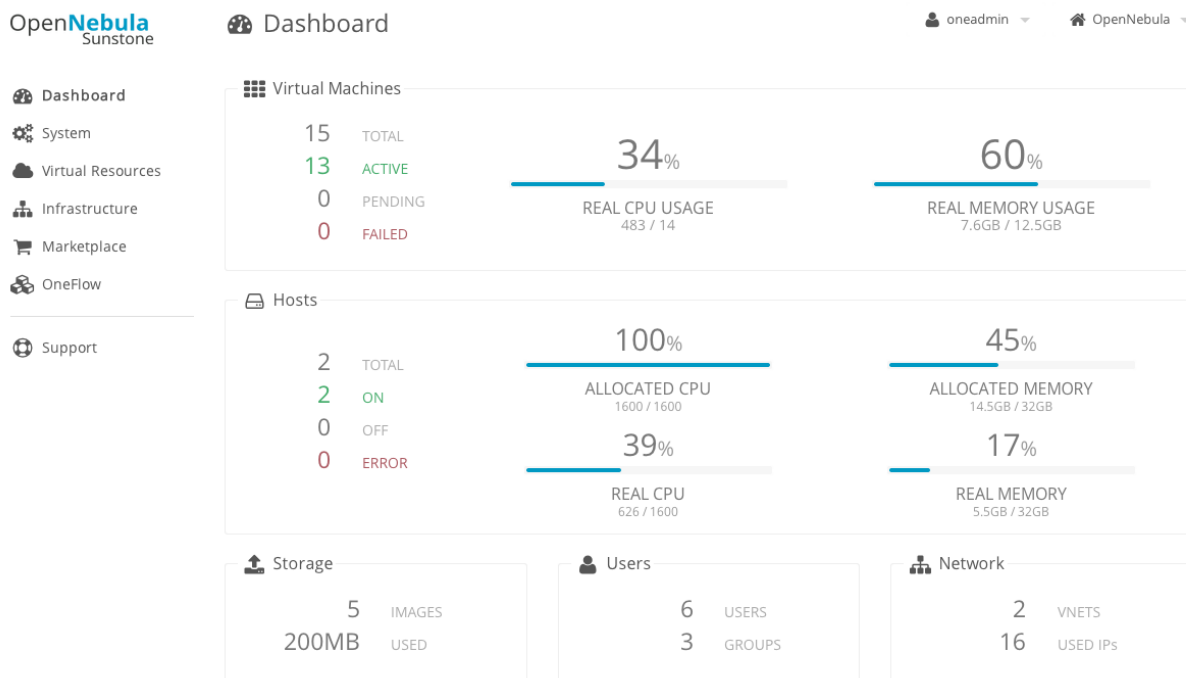 OpenNebula
Sunstone
Dashboard
oneadmin
OpenNebula
Dashboard
System
Virtual Resources
Infrastructure
Marketplace
OneFlow
Support
Virtual Machines
15 TOTAL
13 ACTIVE
0 PENDING
0 FAILED
34%
REAL CPU USAGE
483 / 14
60%
REAL MEMORY USAGE
7.6GB / 12.5GB
Hosts
2 TOTAL
2 ON
0 OFF
0 ERROR
100%
ALLOCATED CPU
1600 / 1600
45%
ALLOCATED MEMORY
14.5GB / 32GB
39%
REAL CPU
626 / 1600
17%
REAL MEMORY
5.5GB / 32GB
Storage
5 IMAGES
200MB USED
Users
6 USERS
3 GROUPS
Network
2 VNETS
16 USED IPs